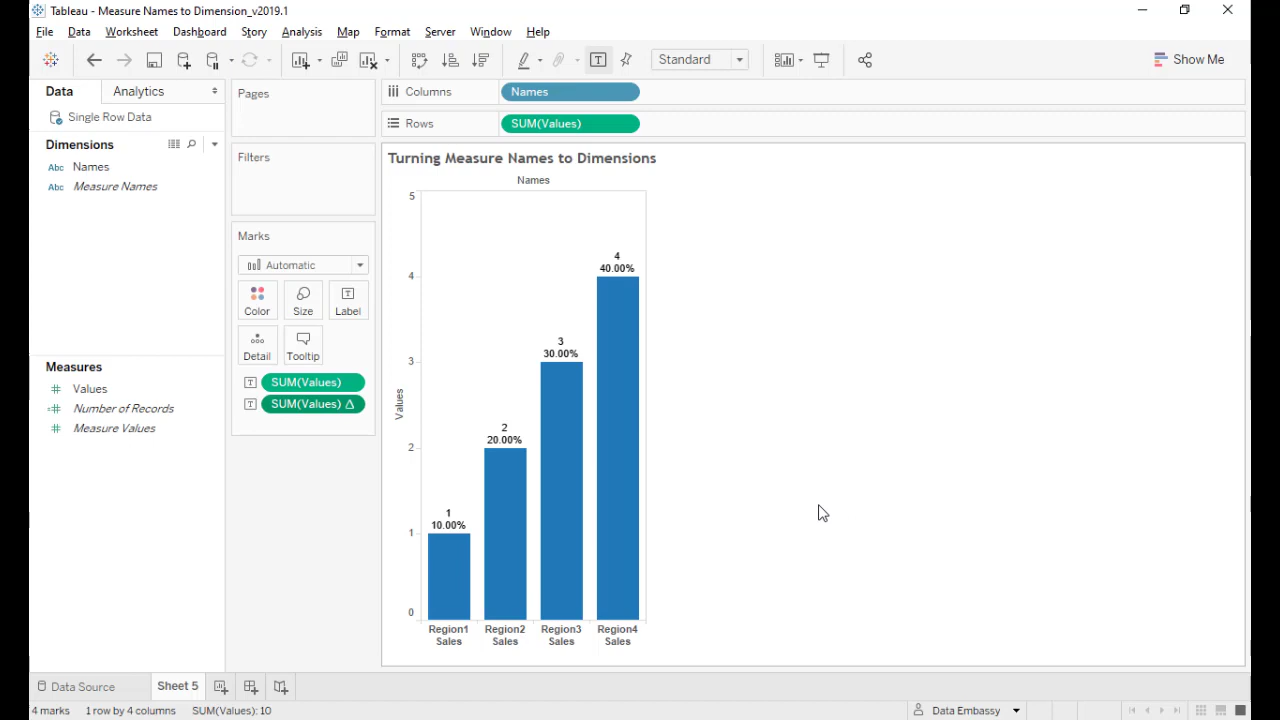 Tableau - Measure Names to Dimension_v2019.1
File Data Worksheet Dashboard Story Analysis Map Format Server Window Help
Standard
Show Me
Data Analytics
Single Row Data
Dimensions
Abc Names
Abc Measure Names
Measures
Values
Number of Records
Measure Values
Pages
Filters
Marks
Automatic
Color Size Label
Detail Tooltip
SUM(Values)
SUM(Values) Δ
Columns Names
Rows SUM(Values)
Turning Measure Names to Dimensions
Names
5
4
3
2
1
0
Values
1
10.00%
2
20.00%
3
30.00%
4
40.00%
Region1 Sales
Region2 Sales
Region3 Sales
Region4 Sales
Data Source Sheet 5
4 marks 1 row by 4 columns SUM(Values): 10
Data Embassy